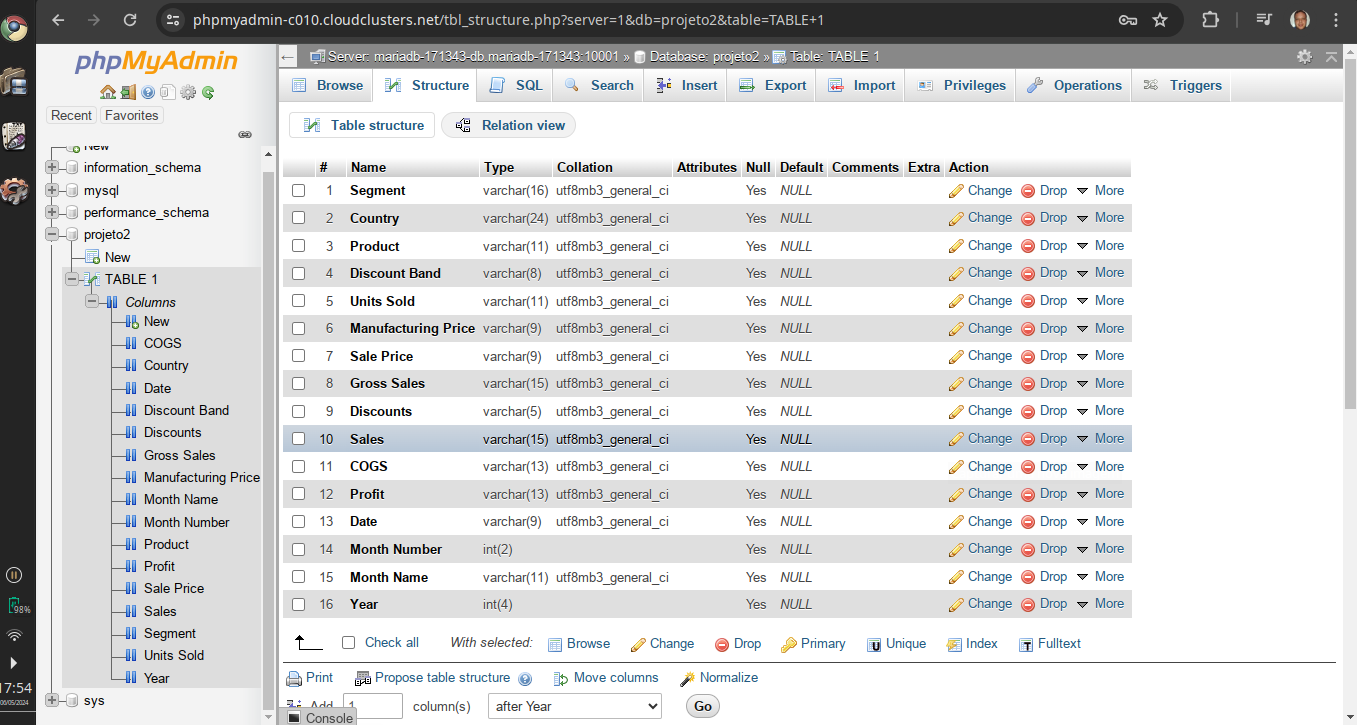 phpmyadmin-c010.cloudclusters.net/tbl_structure.php?server=1&db=projeto2&table=TABLE+1
phpMyAdmin
Recent Favorites
New
information_schema
mysql
performance_schema
projeto2
New
TABLE 1
Columns
New
COGS
Country
Date
Discount Band
Discounts
Gross Sales
Manufacturing Price
Month Name
Month Number
Product
Profit
Sale Price
Sales
Segment
Units Sold
Year
sys
98%
17:54
06/05/2024
Server: mariadb-171343-db.mariadb-171343:10001 » Database: projeto2 » Table: TABLE 1
Browse Structure SQL Search Insert Export Import Privileges Operations Triggers
Table structure Relation view
# Name Type Collation Attributes Null Default Comments Extra Action
1 Segment varchar(16) utf8mb3_general_ci Yes NULL Change Drop More
2 Country varchar(24) utf8mb3_general_ci Yes NULL Change Drop More
3 Product varchar(11) utf8mb3_general_ci Yes NULL Change Drop More
4 Discount Band varchar(8) utf8mb3_general_ci Yes NULL Change Drop More
5 Units Sold varchar(11) utf8mb3_general_ci Yes NULL Change Drop More
6 Manufacturing Price varchar(9) utf8mb3_general_ci Yes NULL Change Drop More
7 Sale Price varchar(9) utf8mb3_general_ci Yes NULL Change Drop More
8 Gross Sales varchar(15) utf8mb3_general_ci Yes NULL Change Drop More
9 Discounts varchar(5) utf8mb3_general_ci Yes NULL Change Drop More
10 Sales varchar(15) utf8mb3_general_ci Yes NULL Change Drop More
11 COGS varchar(13) utf8mb3_general_ci Yes NULL Change Drop More
12 Profit varchar(13) utf8mb3_general_ci Yes NULL Change Drop More
13 Date varchar(9) utf8mb3_general_ci Yes NULL Change Drop More
14 Month Number int(2) Yes NULL Change Drop More
15 Month Name varchar(11) utf8mb3_general_ci Yes NULL Change Drop More
16 Year int(4) Yes NULL Change Drop More
Check all With selected: Browse Change Drop Primary Unique Index Fulltext
Print Propose table structure Move columns Normalize
Add 1 column(s) after Year Go
Console